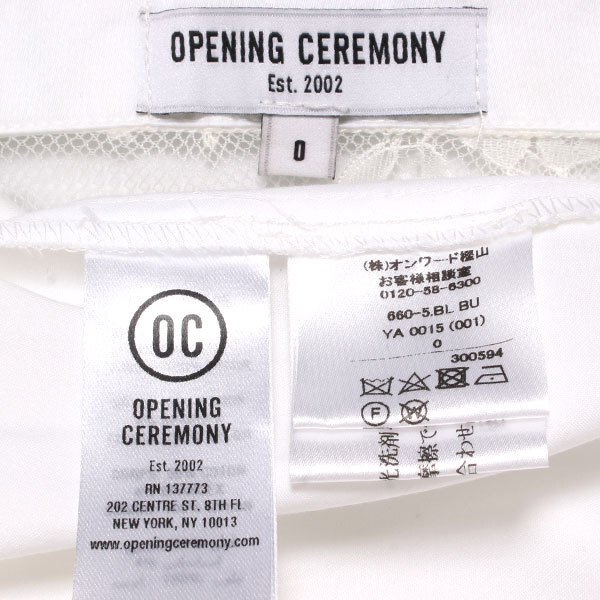 OPENING CEREMONY
Est. 2002
0
OC
OPENING
CEREMONY
Est. 2002
RN 137773
202 CENTRE ST. 8TH FL
NEW YORK, NY 10013
www.openingceremony.com
(株)オンワード樫山
お客様相談室
0120-58-6300
660-5.BL BU
YA 0015 (001)
0
300594
F
W